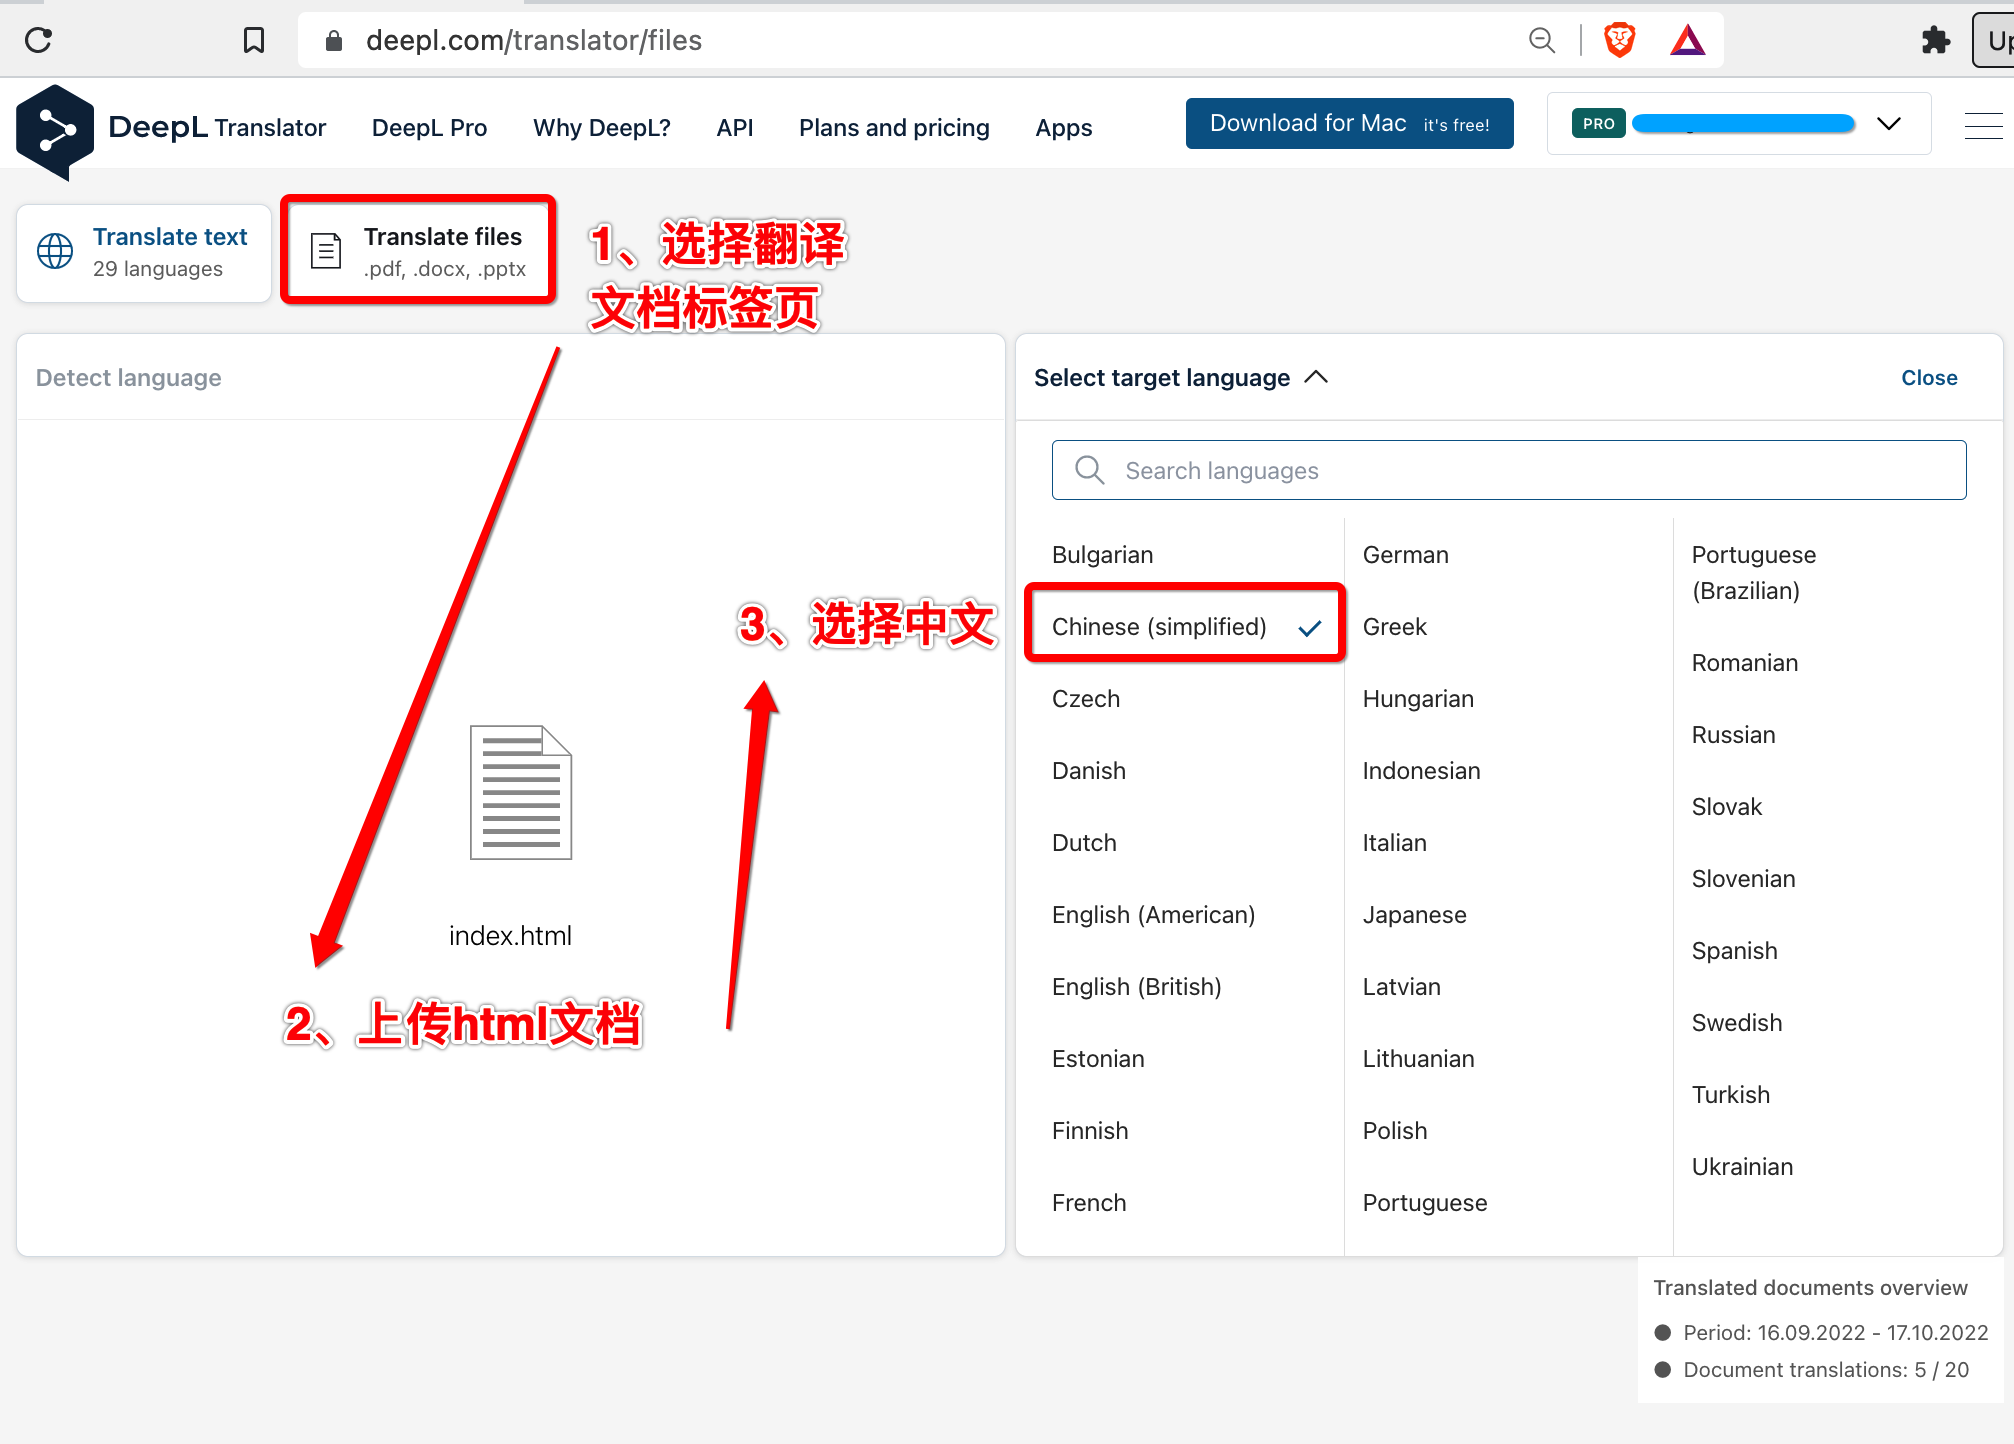 deepl.com/translator/files
Up
DeepL Translator
DeepL Pro
Why DeepL?
API
Plans and pricing
Apps
Download for Mac it's free!
PRO
Translate text
29 languages
Translate files
.pdf, .docx, .pptx
1、选择翻译
文档标签页
Detect language
index.html
2、上传html文档
3、选择中文
Select target language
Close
Search languages
Bulgarian
Chinese (simplified)
Czech
Danish
Dutch
English (American)
English (British)
Estonian
Finnish
French
German
Greek
Hungarian
Indonesian
Italian
Japanese
Latvian
Lithuanian
Polish
Portuguese
Portuguese
(Brazilian)
Romanian
Russian
Slovak
Slovenian
Spanish
Swedish
Turkish
Ukrainian
Translated documents overview
Period: 16.09.2022 - 17.10.2022
Document translations: 5 / 20